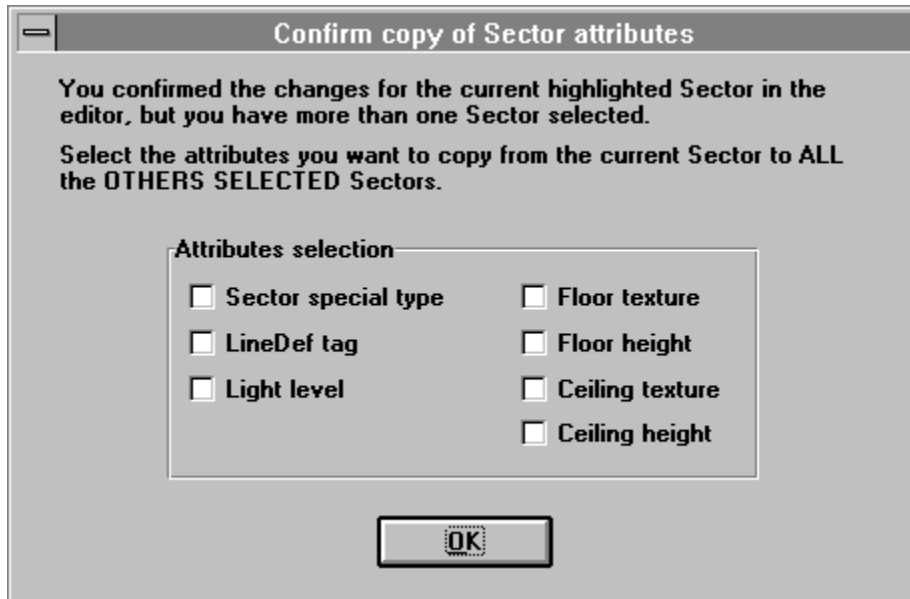 Confirm copy of Sector attributes
You confirmed the changes for the current highlighted Sector in the
editor, but you have more than one Sector selected.
Select the attributes you want to copy from the current Sector to ALL
the OTHERS SELECTED Sectors.
Attributes selection
Sector special type
LineDef tag
Light level
Floor texture
Floor height
Ceiling texture
Ceiling height
OK